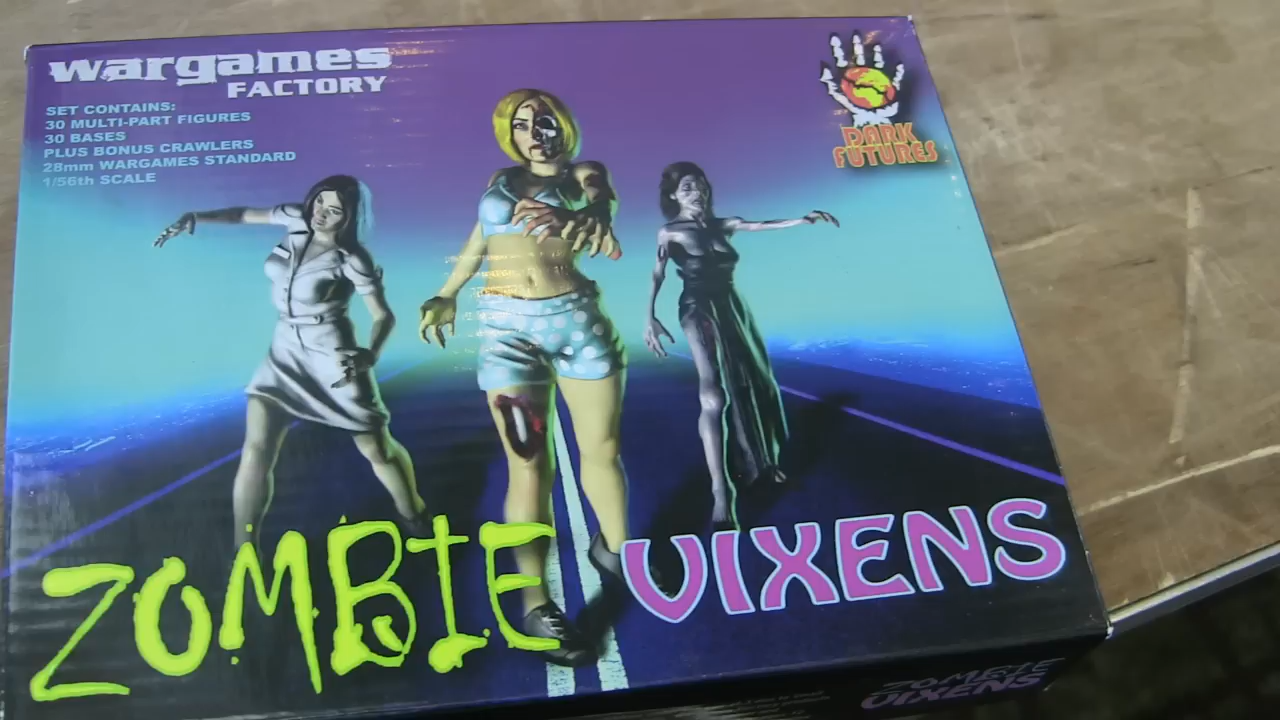 wargames
FACTORY
SET CONTAINS:
30 MULTI-PART FIGURES
30 BASES
PLUS BONUS CRAWLERS
28mm WARGAMES STANDARD
1/56th SCALE
DARK
FUTURES
ZOMBIE VIXENS
ZOMBIE
VIXENS